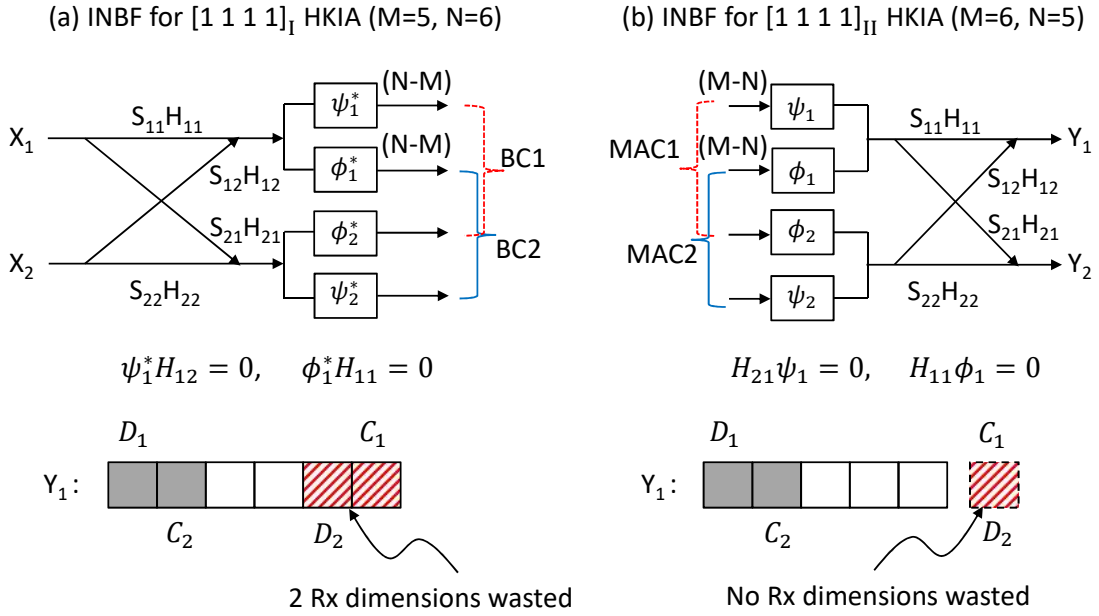 (a) INBF for [1 1 1 1]_I HKIA (M=5, N=6)
(N-M)
ψ₁*
S₁₁H₁₁
X₁
(N-M)
ϕ₁*
BC1
S₁₂H₁₂
S₂₁H₂₁
ϕ₂*
BC2
X₂
S₂₂H₂₂
ψ₂*
ψ₁*H₁₂ = 0, ϕ₁*H₁₁ = 0
D₁ C₁
Y₁:
C₂ D₂
2 Rx dimensions wasted
(b) INBF for [1 1 1 1]_II HKIA (M=6, N=5)
(M-N)
ψ₁
S₁₁H₁₁
Y₁
MAC1
(M-N)
ϕ₁
S₁₂H₁₂
S₂₁H₂₁
ϕ₂
MAC2
Y₂
S₂₂H₂₂
ψ₂
H₂₁ψ₁ = 0, H₁₁ϕ₁ = 0
D₁ C₁
Y₁:
C₂ D₂
No Rx dimensions wasted